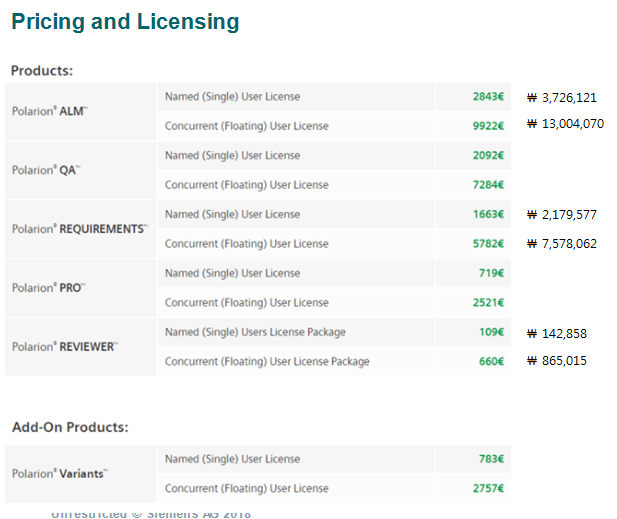 Pricing and Licensing
Products:
Polarion® ALM™
Named (Single) User License 2843€ ₩ 3,726,121
Concurrent (Floating) User License 9922€ ₩ 13,004,070
Polarion® QA™
Named (Single) User License 2092€
Concurrent (Floating) User License 7284€
Polarion® REQUIREMENTS™
Named (Single) User License 1663€ ₩ 2,179,577
Concurrent (Floating) User License 5782€ ₩ 7,578,062
Polarion® PRO™
Named (Single) User License 719€
Concurrent (Floating) User License 2521€
Polarion® REVIEWER™
Named (Single) Users License Package 109€ ₩ 142,858
Concurrent (Floating) User License Package 660€ ₩ 865,015
Add-On Products:
Polarion® Variants™
Named (Single) User License 783€
Concurrent (Floating) User License 2757€
Unrestricted © Siemens AG 2018